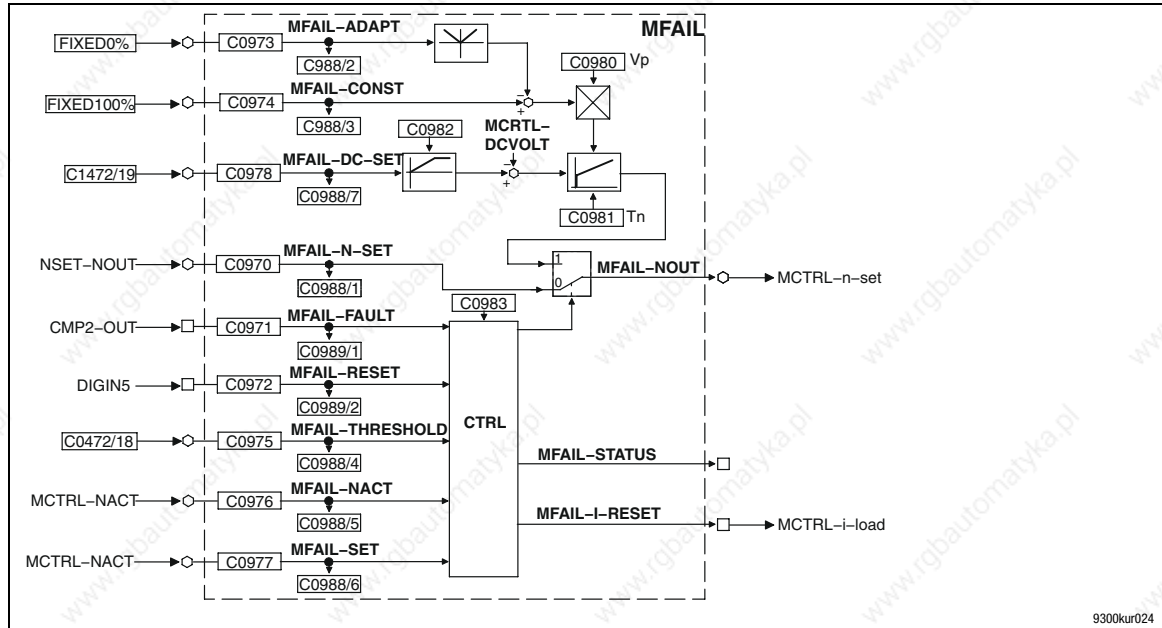 MFAIL
FIXED0%
C0973
MFAIL-ADAPT
C988/2
C0980 Vp
FIXED100%
C0974
MFAIL-CONST
C988/3
−
+
C0982
MCRTL-
DCVOLT
C1472/19
C0978
MFAIL-DC-SET
C0988/7
−
+
C0981 Tn
NSET-NOUT
C0970
MFAIL-N-SET
C0988/1
1
0
MFAIL-NOUT
MCTRL-n-set
C0983
CMP2-OUT
C0971
MFAIL-FAULT
C0989/1
DIGIN5
C0972
MFAIL-RESET
C0989/2
CTRL
C0472/18
C0975
MFAIL-THRESHOLD
C0988/4
MFAIL-STATUS
MCTRL-NACT
C0976
MFAIL-NACT
C0988/5
MFAIL-I-RESET
MCTRL-i-load
MCTRL-NACT
C0977
MFAIL-SET
C0988/6
9300kur024
www.rgbautomatyka.pl